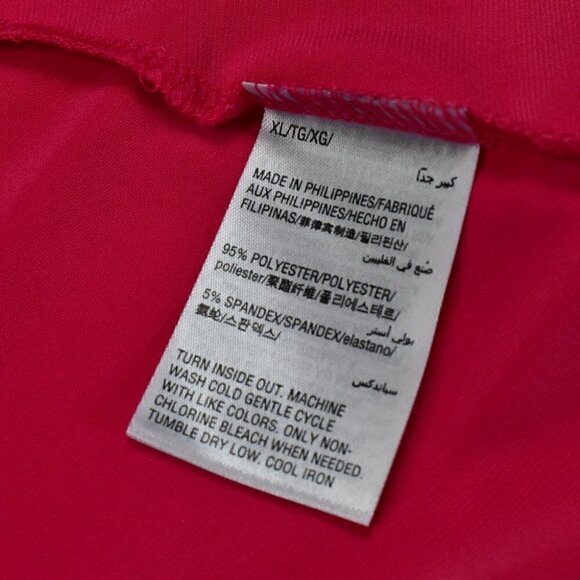 XL/TG/XG/
كبير جدًا
MADE IN PHILIPPINES/FABRIQUÉ
AUX PHILIPPINES/HECHO EN
FILIPINAS/菲律宾制造/필리핀산/
صُنع في الفلبين
95% POLYESTER/POLYESTER/
poliester/聚酯纤维/폴리에스테르/
بولي أستر
5% SPANDEX/SPANDEX/elastano/
氨纶/스판덱스/
سباندكس
TURN INSIDE OUT. MACHINE
WASH COLD GENTLE CYCLE
WITH LIKE COLORS. ONLY NON-
CHLORINE BLEACH WHEN NEEDED.
TUMBLE DRY LOW. COOL IRON